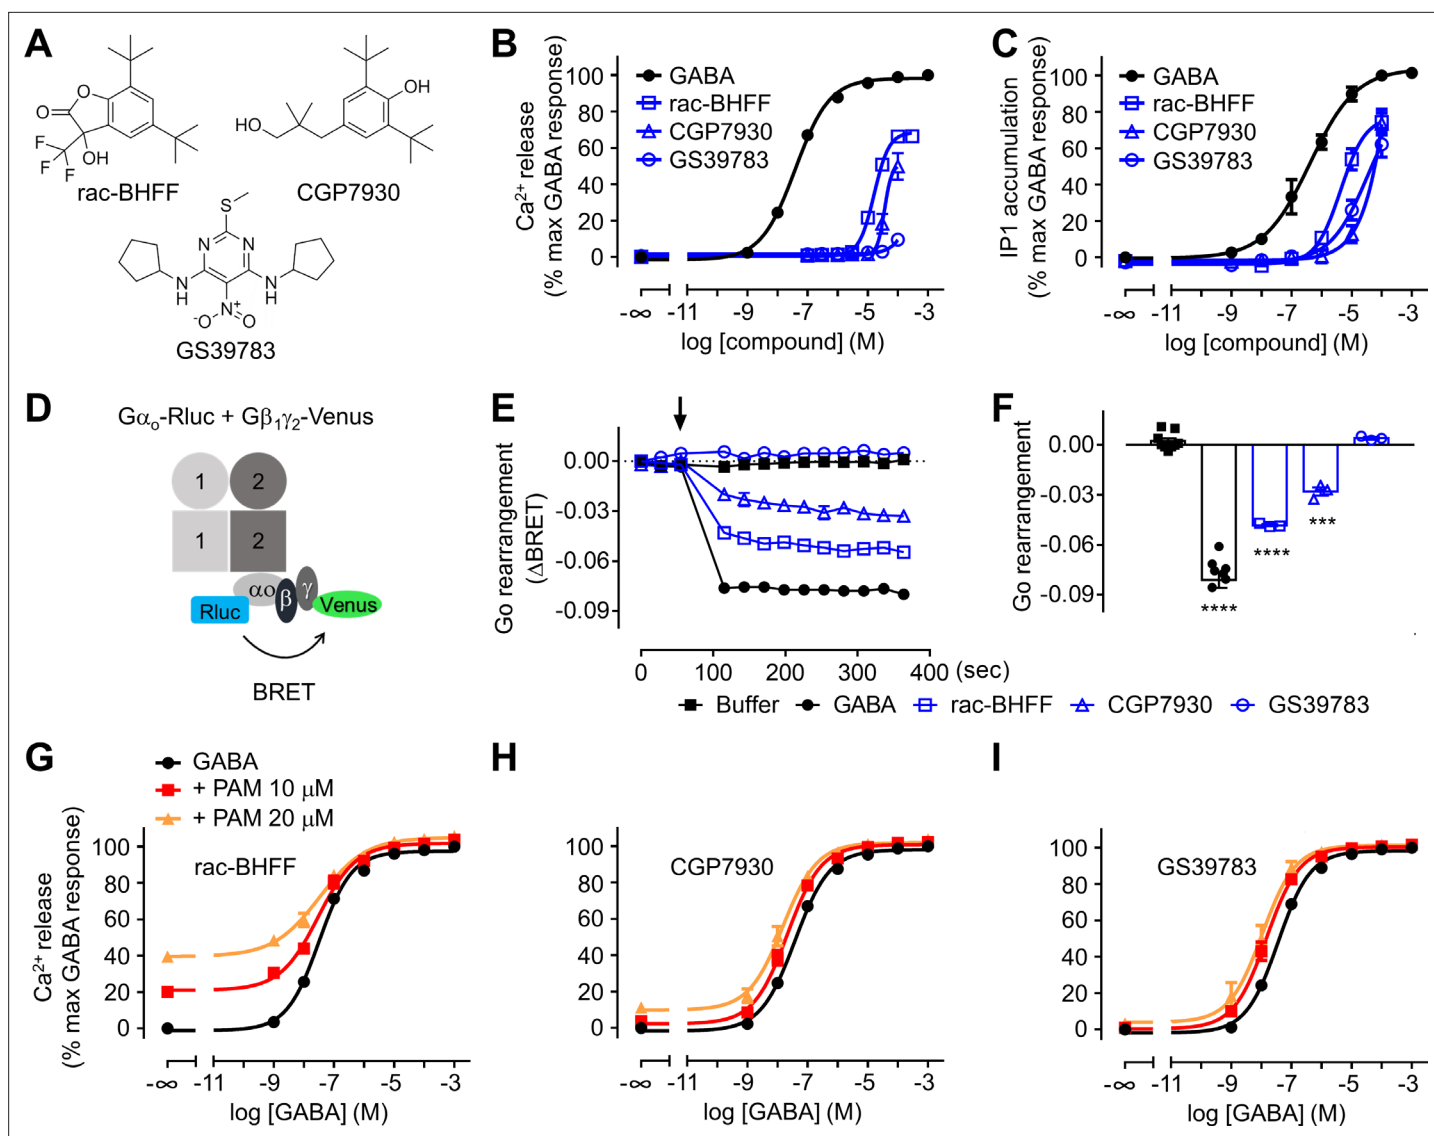 A
O
O
OH
F
F
F
rac-BHFF
HO
OH
CGP7930
S
N
N
N
H
N
H
N+
-O
O
GS39783
B
Ca2+ release
(% max GABA response)
100
80
60
40
20
0
GABA
rac-BHFF
CGP7930
GS39783
-∞ -11 -9 -7 -5 -3
log [compound] (M)
C
IP1 accumulation
(% max GABA response)
100
80
60
40
20
0
GABA
rac-BHFF
CGP7930
GS39783
-∞ -11 -9 -7 -5 -3
log [compound] (M)
D
Gαo-Rluc + Gβ1γ2-Venus
1 2
1 2
αo β γ
Rluc Venus
BRET
E
Go rearrangement
(ΔBRET)
0.00
-0.03
-0.06
-0.09
0 100 200 300 400 (sec)
F
Go rearrangement
0.00
-0.03
-0.06
-0.09
****
****
***
Buffer GABA rac-BHFF CGP7930 GS39783
G
GABA
+ PAM 10 μM
+ PAM 20 μM
rac-BHFF
Ca2+ release
(% max GABA response)
100
80
60
40
20
0
-∞ -11 -9 -7 -5 -3
log [GABA] (M)
H
CGP7930
100
80
60
40
20
0
-∞ -11 -9 -7 -5 -3
log [GABA] (M)
I
GS39783
100
80
60
40
20
0
-∞ -11 -9 -7 -5 -3
log [GABA] (M)